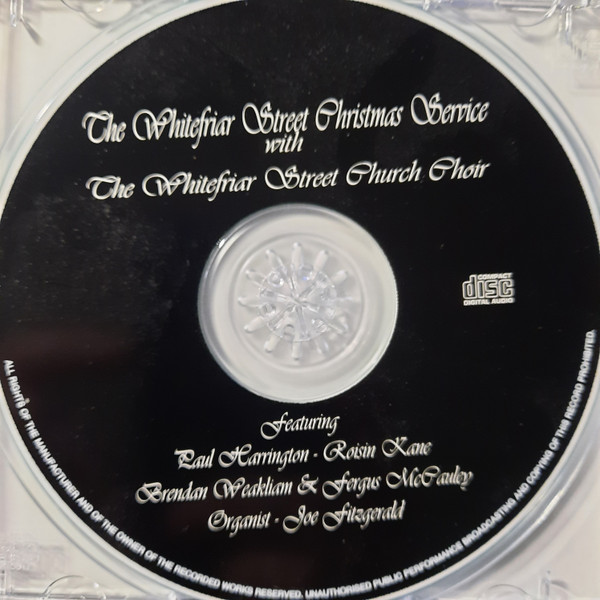 The Whitefriar Street Christmas Service
with
The Whitefriar Street Church Choir
COMPACT
disc
DIGITAL AUDIO
Featuring
Paul Harrington - Roisin Kane
Brendan Weakliam & Fergus McCauley
Organist - Joe Fitzgerald
ALL RIGHTS OF THE MANUFACTURER AND OF THE OWNER OF THE RECORDED WORKS RESERVED. UNAUTHORISED PUBLIC PERFORMANCE BROADCASTING AND COPYING OF THIS RECORD PROHIBITED.